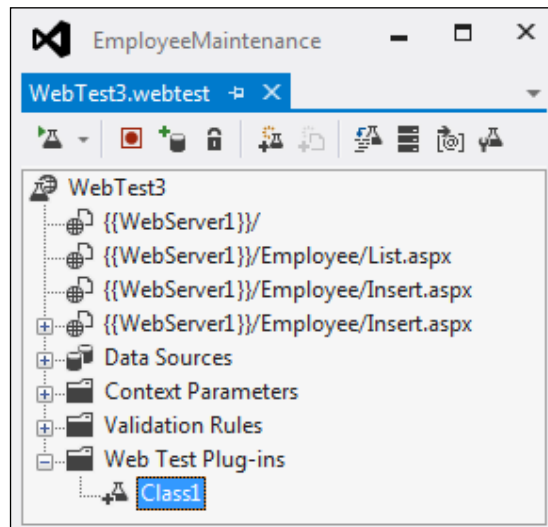 EmployeeMaintenance
WebTest3.webtest
WebTest3
{{WebServer1}}/
{{WebServer1}}/Employee/List.aspx
{{WebServer1}}/Employee/Insert.aspx
{{WebServer1}}/Employee/Insert.aspx
Data Sources
Context Parameters
Validation Rules
Web Test Plug-ins
Class1